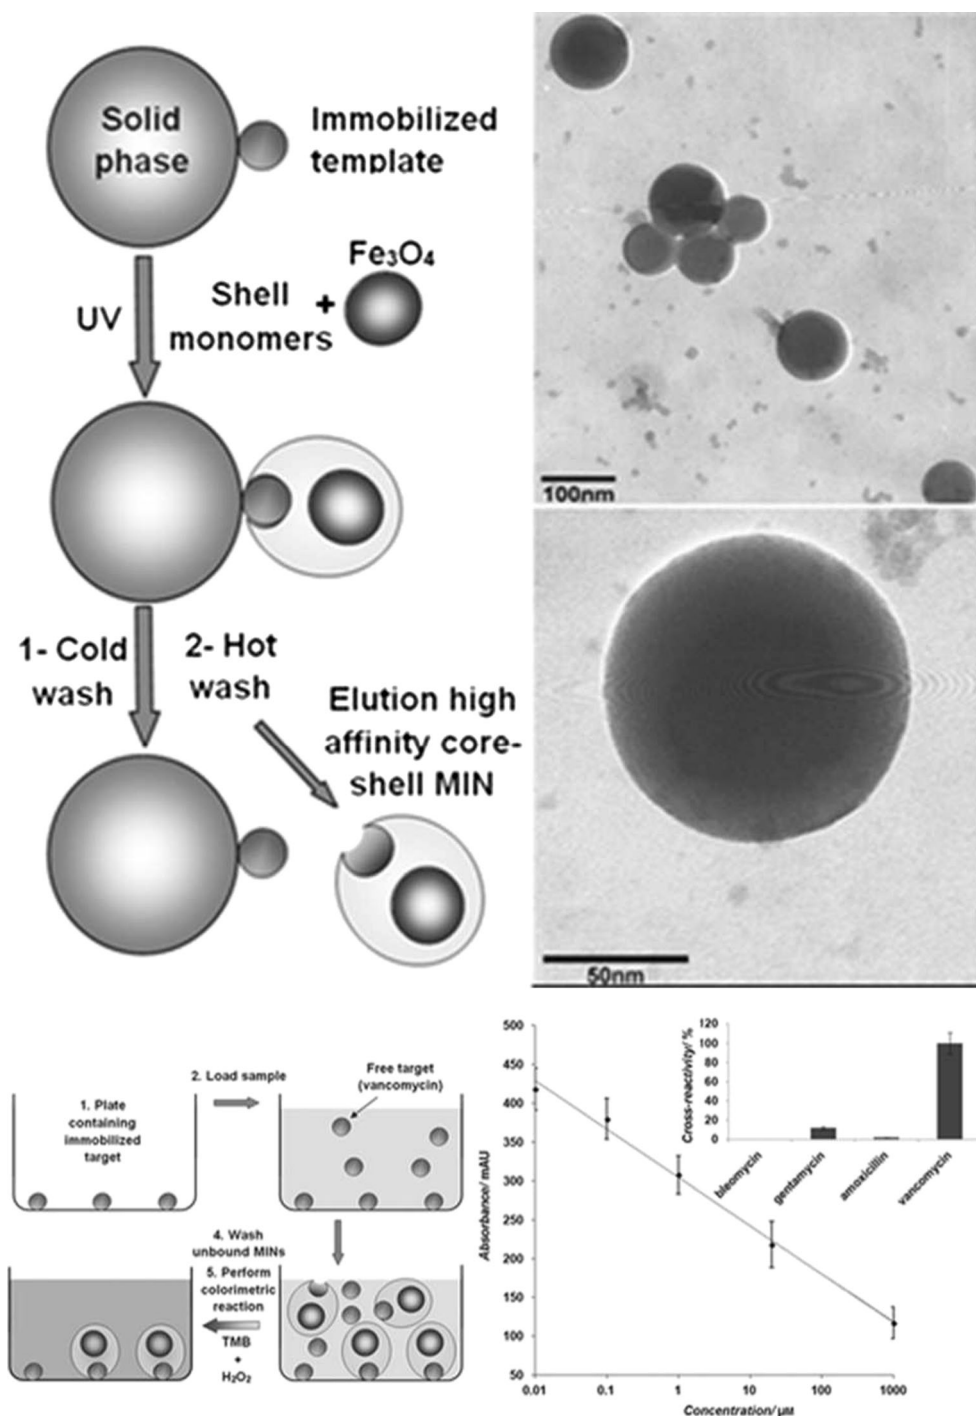 Solid
phase
Immobilized
template
Fe₃O₄
UV
Shell
monomers
+
1- Cold
wash
2- Hot
wash
Elution high
affinity core-
shell MIN
100nm
50nm
1. Plate
containing
immobilized
target
2. Load sample
Free target
(vancomycin)
4. Wash
unbound MINs
5. Perform
colorimetric
reaction
TMB
+
H₂O₂
Absorbance/ mAU
500
450
400
350
300
250
200
150
100
50
0.01
0.1
1
10
100
1000
Concentration/ µM
Cross-reactivity/ %
120
100
80
60
40
20
0
bleomycin
gentamycin
amoxicillin
vancomycin